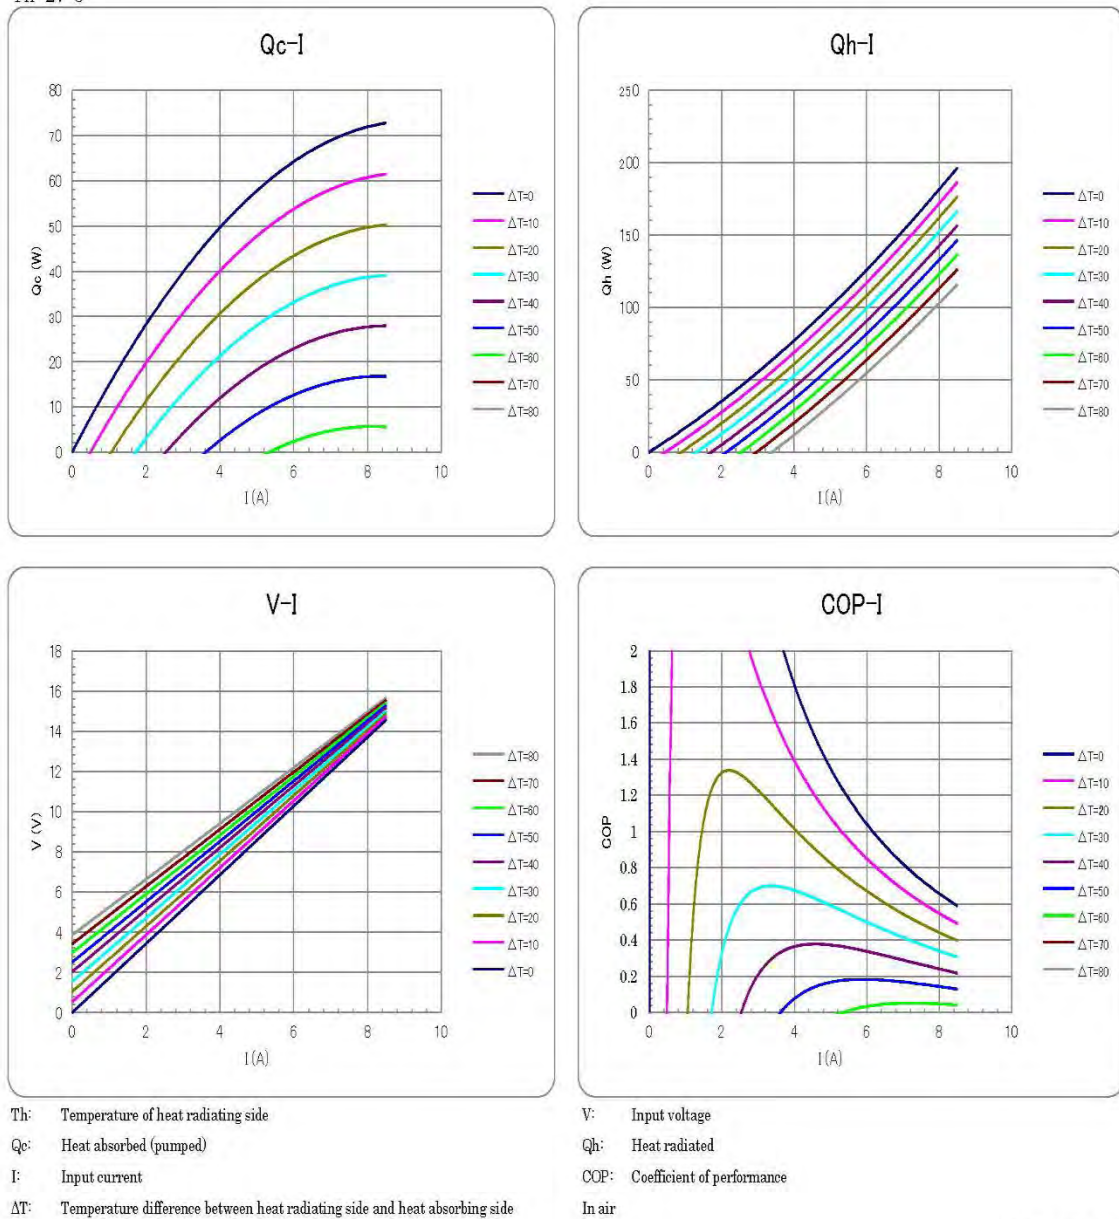 Qc-I
80
70
60
50
40
30
20
10
0
Qc (W)
0 2 4 6 8 10
I(A)
ΔT=0
ΔT=10
ΔT=20
ΔT=30
ΔT=40
ΔT=50
ΔT=60
ΔT=70
ΔT=80
Qh-I
250
200
150
100
50
0
Qh (W)
0 2 4 6 8 10
I(A)
ΔT=0
ΔT=10
ΔT=20
ΔT=30
ΔT=40
ΔT=50
ΔT=60
ΔT=70
ΔT=80
V-I
18
16
14
12
10
8
6
4
2
0
V (V)
0 2 4 6 8 10
I(A)
ΔT=80
ΔT=70
ΔT=60
ΔT=50
ΔT=40
ΔT=30
ΔT=20
ΔT=10
ΔT=0
COP-I
2
1.8
1.6
1.4
1.2
1
0.8
0.6
0.4
0.2
0
COP
0 2 4 6 8 10
I(A)
ΔT=0
ΔT=10
ΔT=20
ΔT=30
ΔT=40
ΔT=50
ΔT=60
ΔT=70
ΔT=80
Th: Temperature of heat radiating side
Qc: Heat absorbed (pumped)
I: Input current
ΔT: Temperature difference between heat radiating side and heat absorbing side
V: Input voltage
Qh: Heat radiated
COP: Coefficient of performance
In air